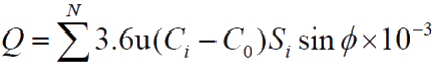 Q = ∑^N 3.6u(C_i − C_0)S_i sin ϕ×10^−3